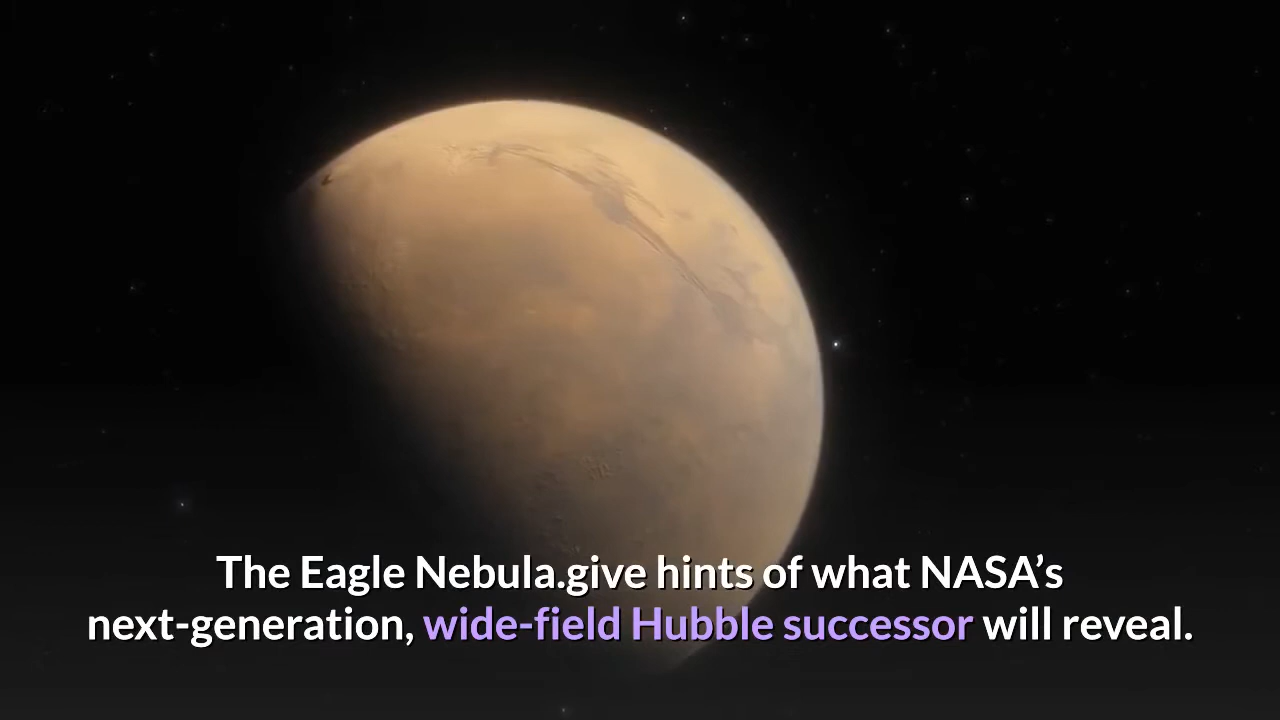 The Eagle Nebula.give hints of what NASA’s
next-generation, wide-field Hubble successor will reveal.